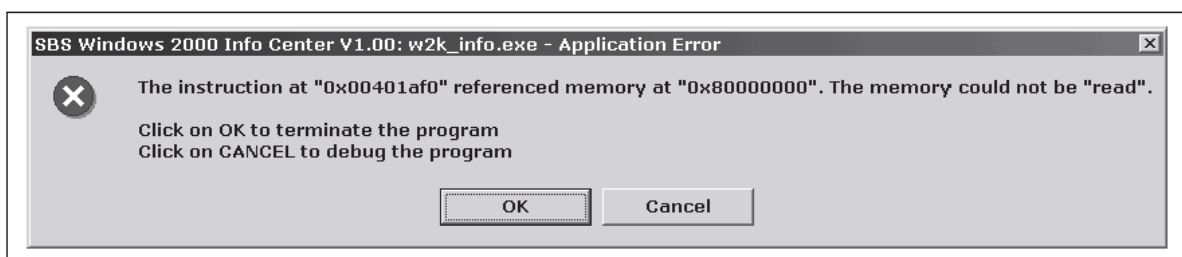 SBS Windows 2000 Info Center V1.00: w2k_info.exe - Application Error
The instruction at "0x00401af0" referenced memory at "0x80000000". The memory could not be "read".
Click on OK to terminate the program
Click on CANCEL to debug the program
OK Cancel